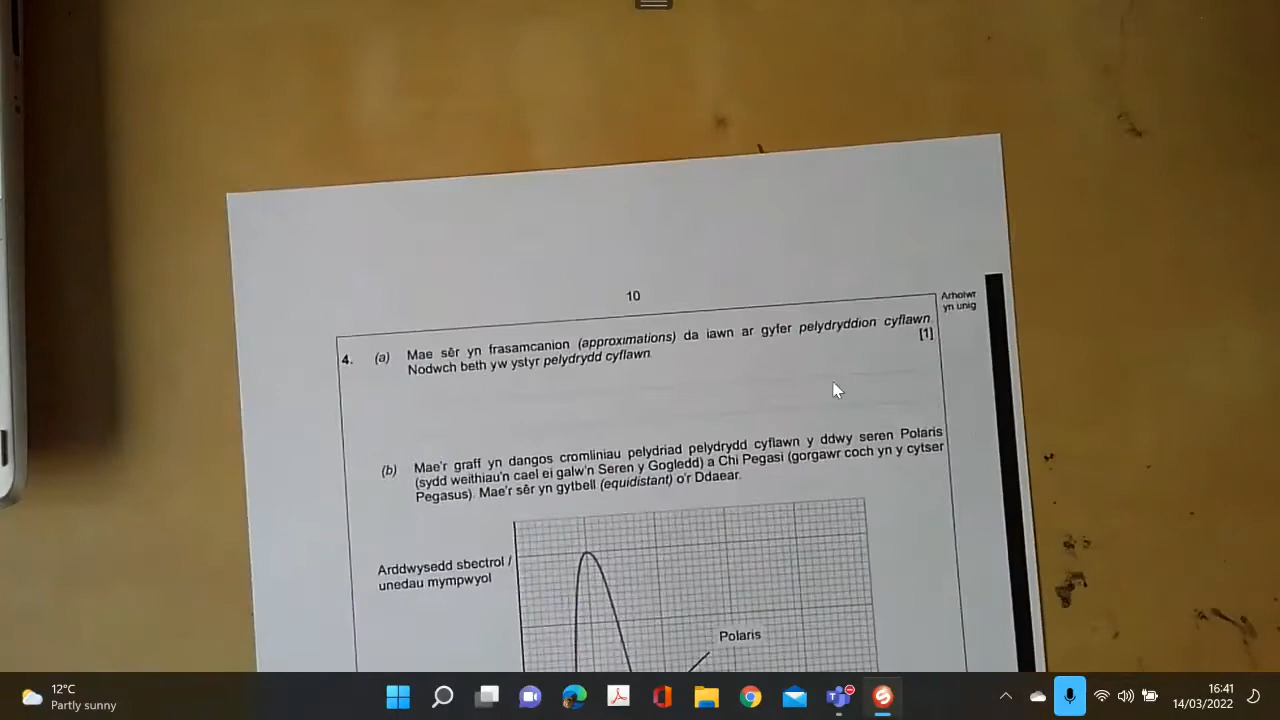 10
Arholwr
yn unig
4. (a) Mae sêr yn frasamcanion (approximations) da iawn ar gyfer pelydryddion cyflawn.
Nodwch beth yw ystyr pelydrydd cyflawn. [1]
(b) Mae'r graff yn dangos cromliniau pelydriad pelydrydd cyflawn y ddwy seren Polaris
(sydd weithiau'n cael ei galw'n Seren y Gogledd) a Chi Pegasi (gorgawr coch yn y cytser
Pegasus). Mae'r sêr yn gytbell (equidistant) o'r Ddaear.
Arddwysedd sbectrol /
unedau mympwyol
Polaris
12°C
Partly sunny
16:41
14/03/2022